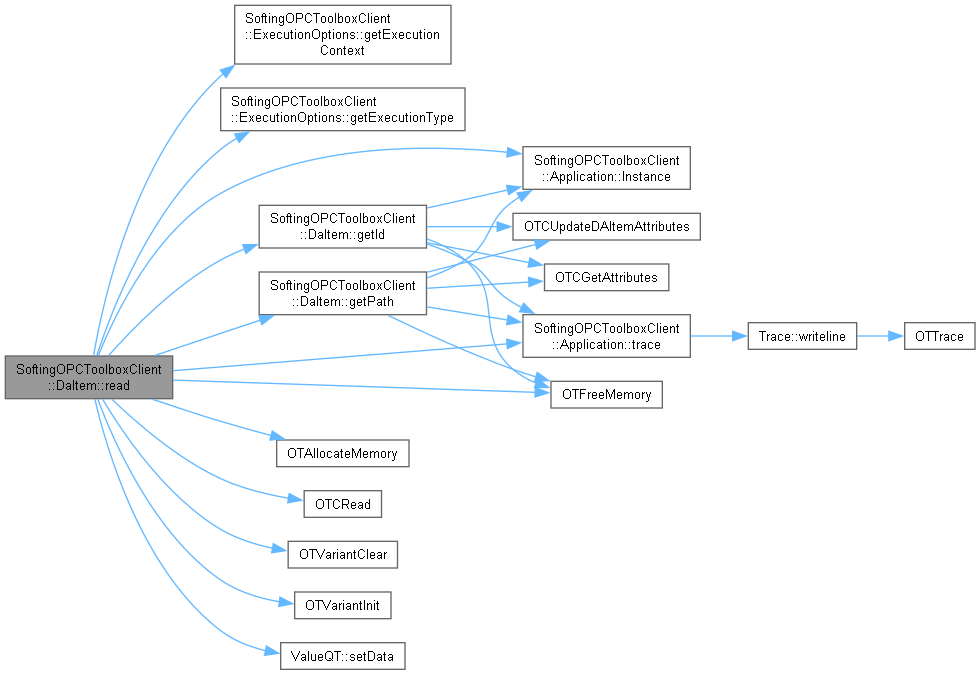 SoftingOPCToolboxClient
::ExecutionOptions::getExecution
Context
SoftingOPCToolboxClient
::ExecutionOptions::getExecutionType
SoftingOPCToolboxClient
::Application::Instance
SoftingOPCToolboxClient
::DaItem::getId
OTCUpdateDAItemAttributes
OTCGetAttributes
SoftingOPCToolboxClient
::DaItem::getPath
SoftingOPCToolboxClient
::Application::trace
Trace::writeline
OTTrace
SoftingOPCToolboxClient
::DaItem::read
OTFreeMemory
OTAllocateMemory
OTCRead
OTVariantClear
OTVariantInit
ValueQT::setData